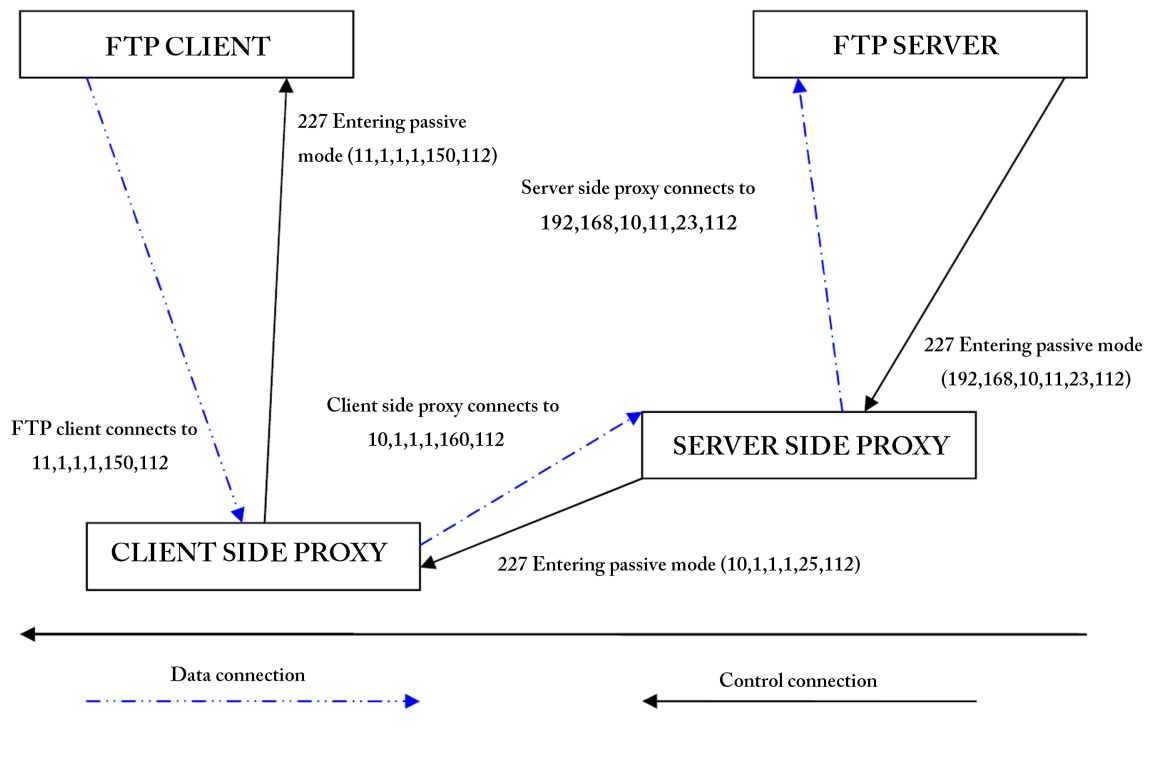 FTP CLIENT
FTP SERVER
227 Entering passive
mode (11,1,1,1,150,112)
Server side proxy connects to
192,168,10,11,23,112
227 Entering passive mode
(192,168,10,11,23,112)
Client side proxy connects to
10,1,1,1,160,112
FTP client connects to
11,1,1,1,150,112
SERVER SIDE PROXY
CLIENT SIDE PROXY
227 Entering passive mode (10,1,1,1,25,112)
Data connection
Control connection